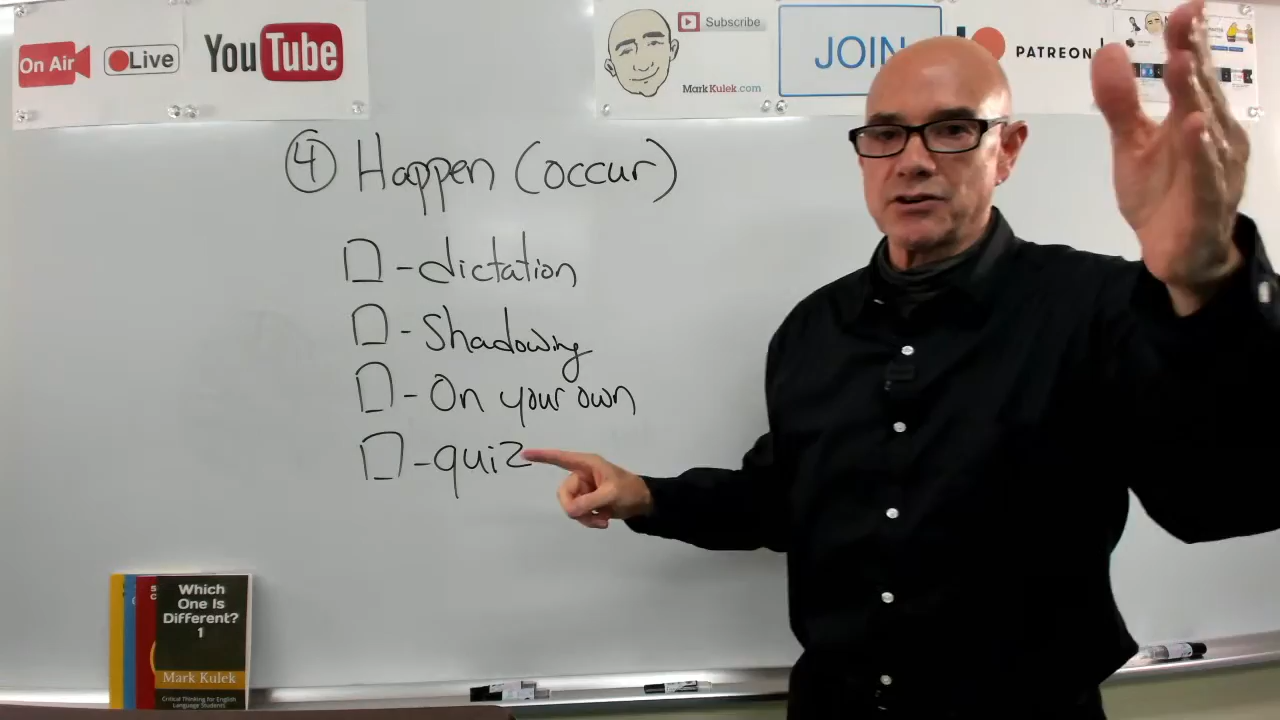 On Air
Live
YouTube
Subscribe
MarkKulek.com
JOIN
PATREON
④ Happen (occur)
- dictation
- Shadowing
- On your own
- quiz
Which
One Is
Different?
1
Mark Kulek
Critical Thinking for English
Language Students